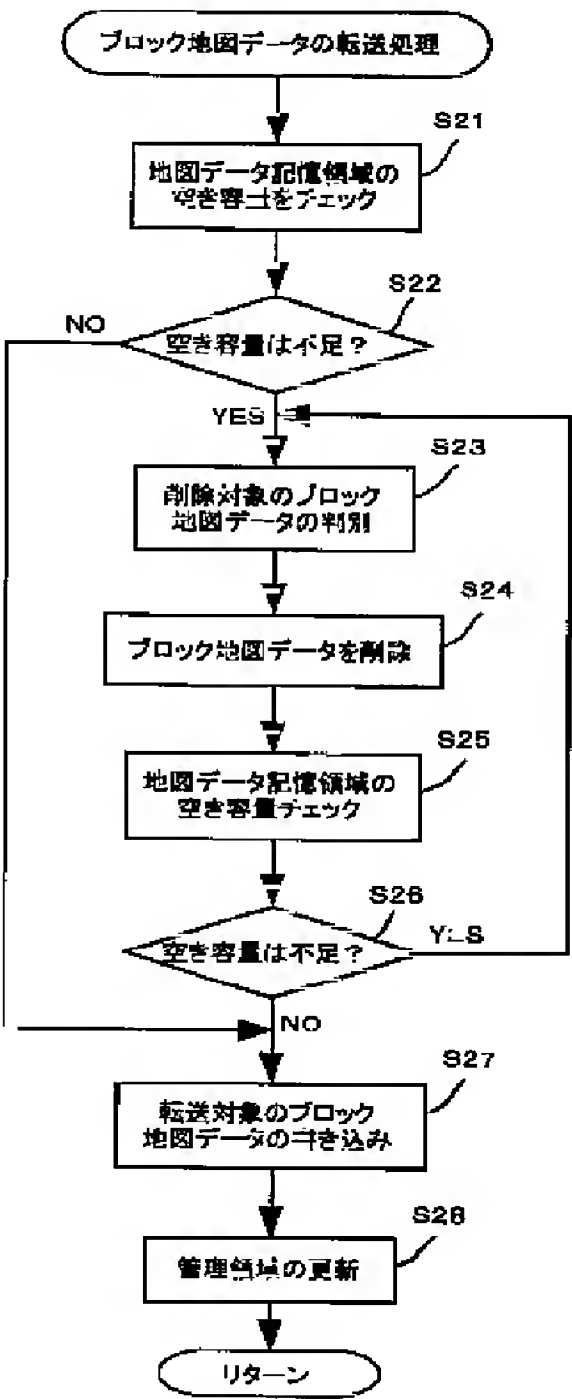 ブロック地図データの転送処理
S21
地図データ記憶領域の
空き容量をチェック
S22
NO
空き容量は不足？
YES
S23
削除対象のブロック
地図データの判別
S24
ブロック地図データを削除
S25
地図データ記憶領域の
空き容量チェック
S26
空き容量は不足？
YES
NO
S27
転送対象のブロック
地図データの書き込み
S28
管理領域の更新
リターン